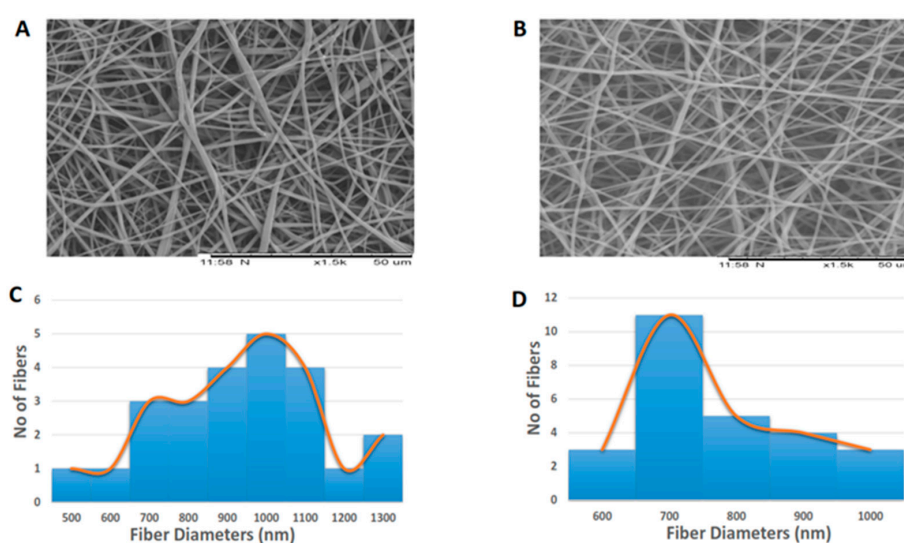 A
B
11:58 N x1.5k 50 um
11:58 N x1.5k 50 um
C
6
5
4
3
2
1
0
No of Fibers
500 600 700 800 900 1000 1100 1200 1300
Fiber Diameters (nm)
D
12
10
8
6
4
2
0
No of Fibers
600 700 800 900 1000
Fiber Diameters (nm)